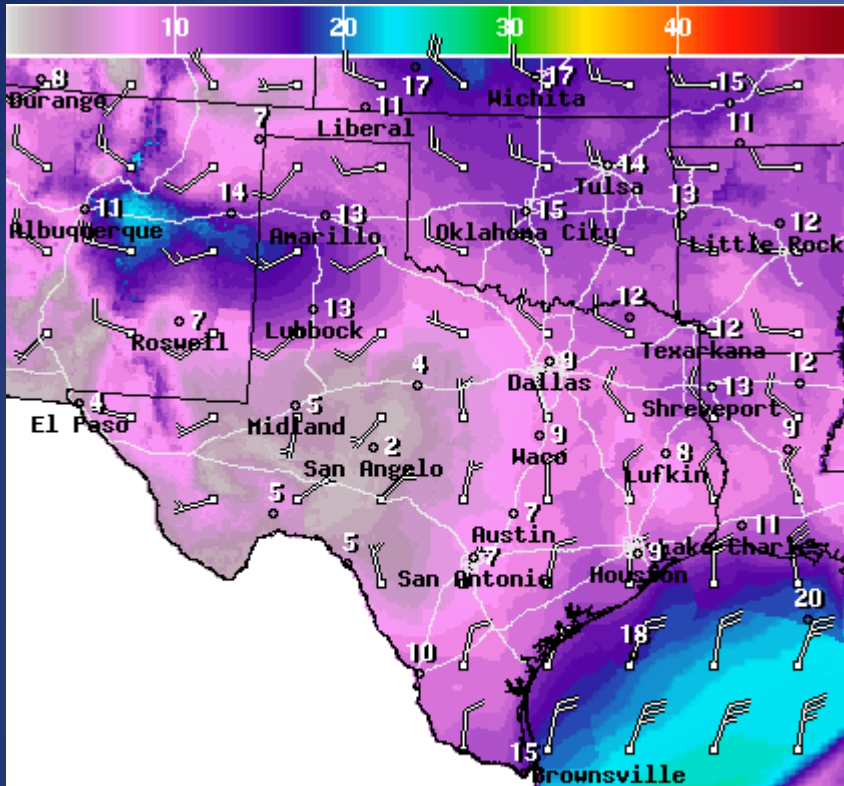 10 20 30 40
8 17 2 17 15
Durango Wichita
7 11 11
Liberal
14
Tulsa
11 14 13 15 13 12
Albuquerque Amarillo Oklahoma City Little Rock
7 13 12 12
Roswell Lubbock Texarkana
4 9 13 12
Dallas
4 5 Shreveport
El Paso Midland
2 9 8 9
San Angelo Waco Lufkin
5 7 11
Austin
5 7 9 Lake Charles
San Antonio Houston
20
18
10
15
Brownsville